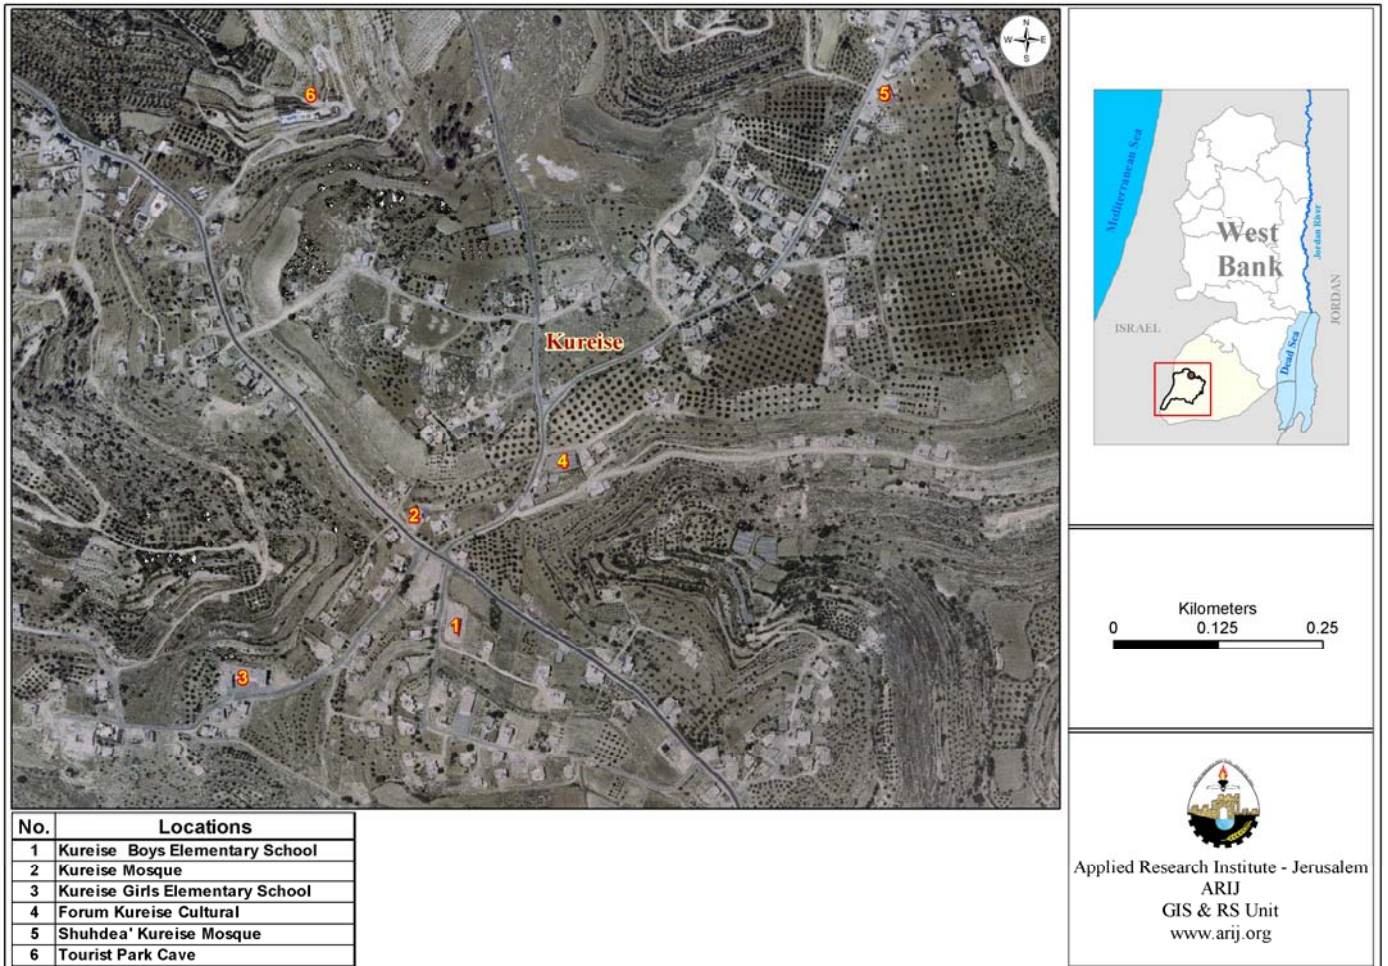 N
W E
S
6
5
Kureise
4
2
1
3
Mediterranean Sea
West
Bank
Jordan River
JORDAN
ISRAEL
Dead Sea
Kilometers
0 0.125 0.25
Applied Research Institute - Jerusalem
ARIJ
GIS & RS Unit
www.arij.org
No. Locations
1 Kureise Boys Elementary School
2 Kureise Mosque
3 Kureise Girls Elementary School
4 Forum Kureise Cultural
5 Shuhdea' Kureise Mosque
6 Tourist Park Cave